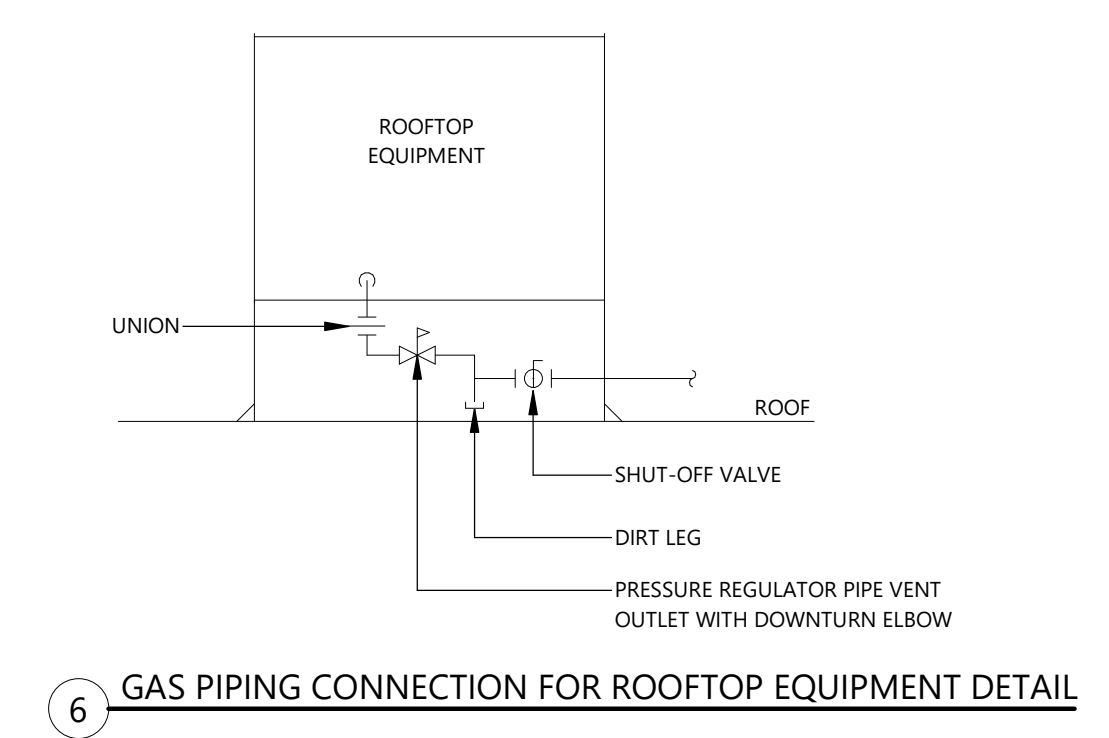 ROOFTOP
EQUIPMENT
UNION
ROOF
SHUT-OFF VALVE
DIRT LEG
PRESSURE REGULATOR PIPE VENT
OUTLET WITH DOWNTURN ELBOW
6 GAS PIPING CONNECTION FOR ROOFTOP EQUIPMENT DETAIL